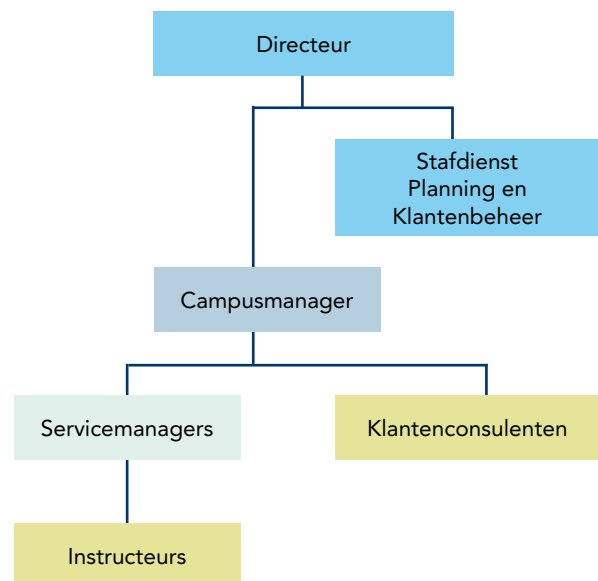 Directeur
Stafdienst
Planning en
Klantenbeheer
Campusmanager
Servicemanagers
Klantenconsulenten
Instructeurs